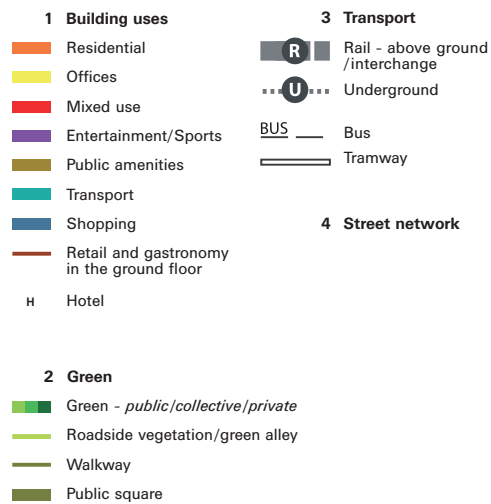 1 Building uses
Residential
Offices
Mixed use
Entertainment/Sports
Public amenities
Transport
Shopping
Retail and gastronomy
in the ground floor
H Hotel
2 Green
Green - public/collective/private
Roadside vegetation/green alley
Walkway
Public square
3 Transport
R Rail - above ground
/interchange
U Underground
BUS Bus
Tramway
4 Street network